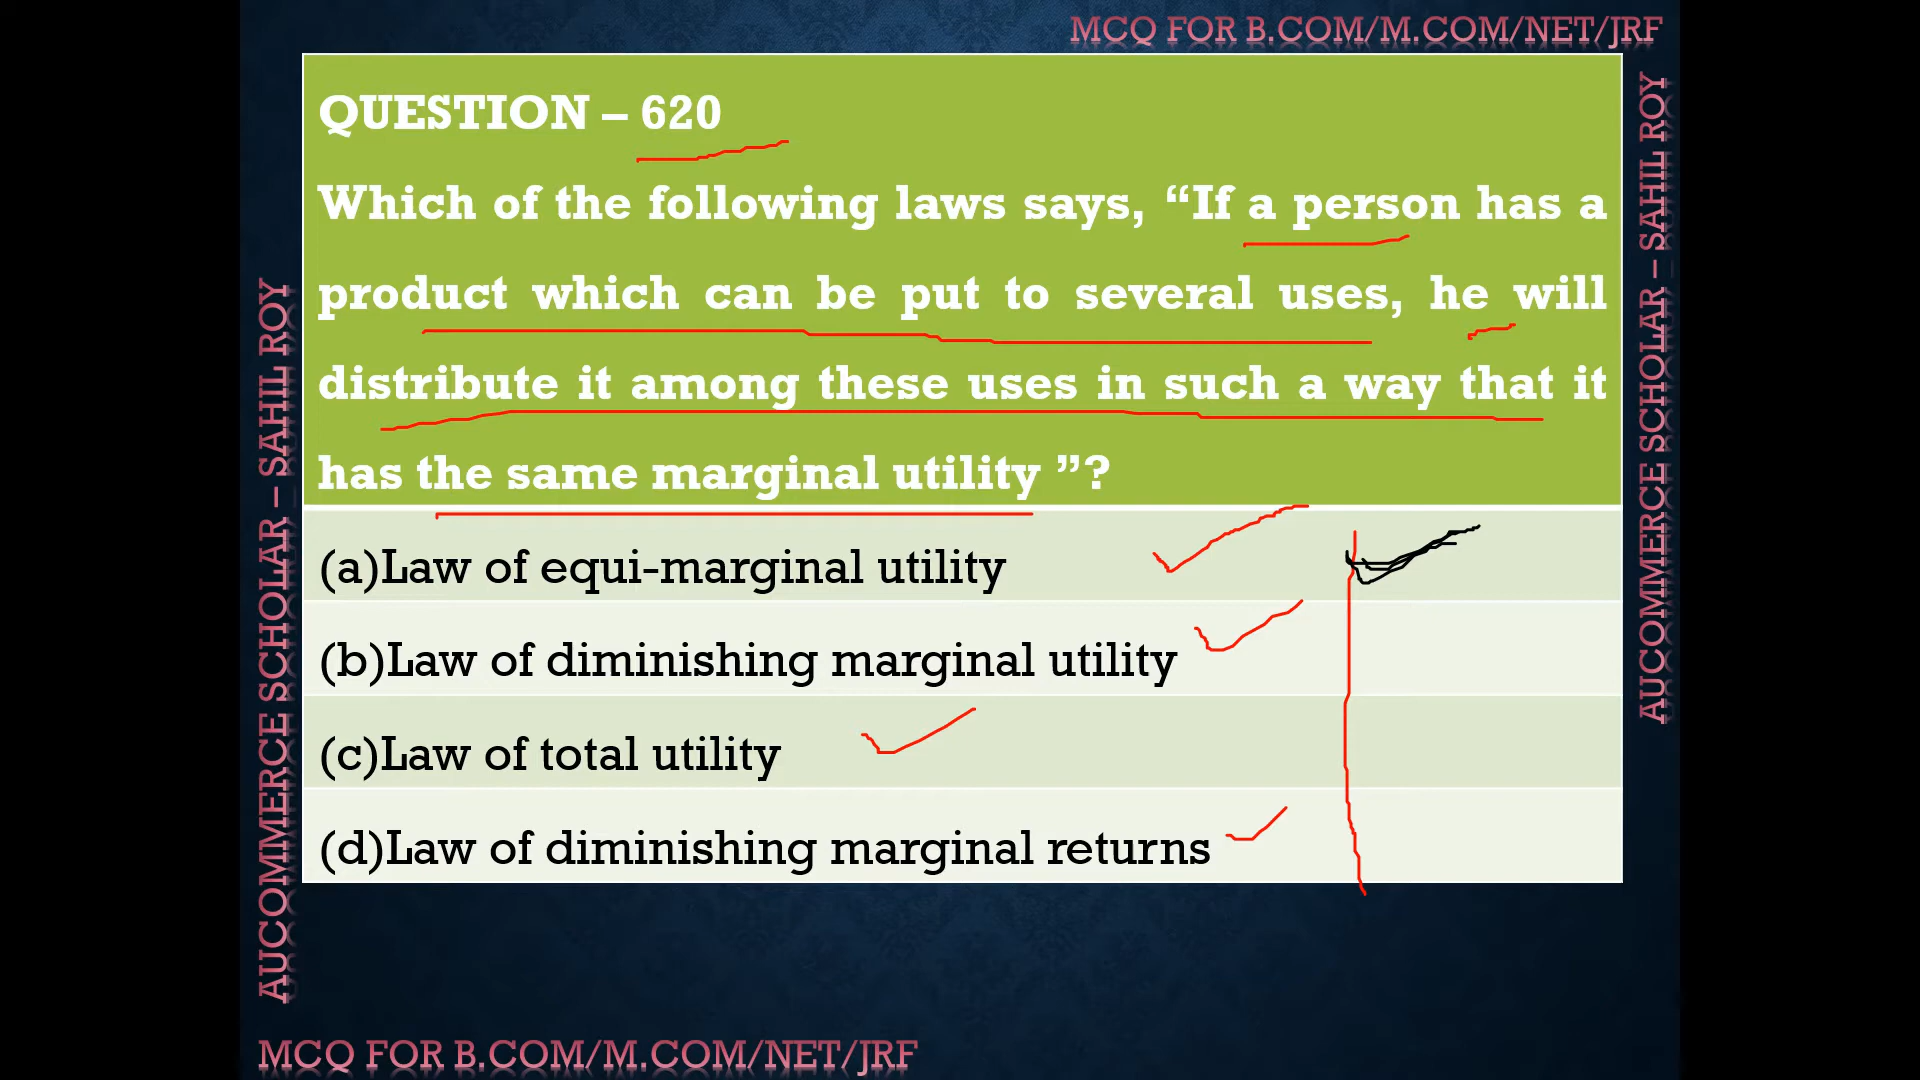 MCQ FOR B.COM/M.COM/NET/JRF
QUESTION – 620
Which of the following laws says, “If a person has a
product which can be put to several uses, he will
distribute it among these uses in such a way that it
has the same marginal utility ”?
(a)Law of equi-marginal utility
(b)Law of diminishing marginal utility
(c)Law of total utility
(d)Law of diminishing marginal returns
AUCOMMERCE SCHOLAR – SAHIL ROY
AUCOMMERCE SCHOLAR – SAHIL ROY
MCQ FOR B.COM/M.COM/NET/JRF